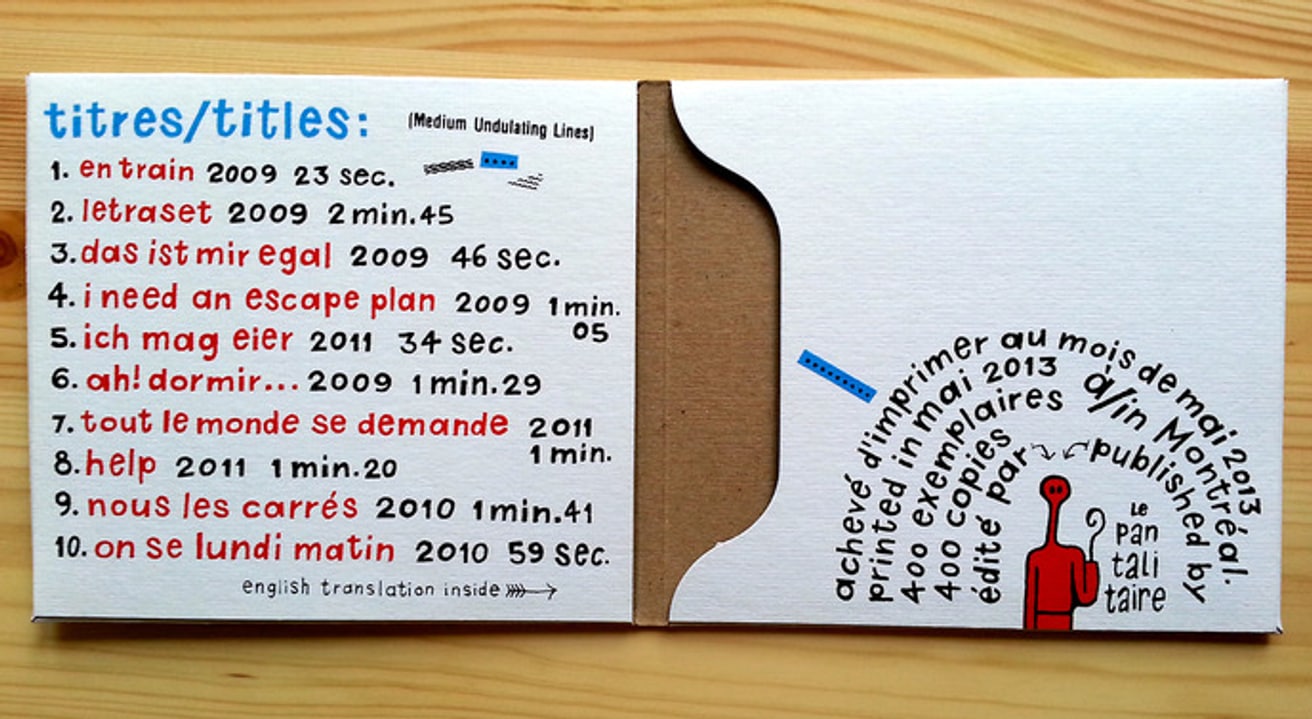 titres/titles:
(Medium Undulating Lines)
1. en train 2009 23 sec.
2. letraset 2009 2 min.45
3. das ist mir egal 2009 46 sec.
4. i need an escape plan 2009 1 min.
05
5. ich mag eier 2011 34 sec.
6. ah! dormir... 2009 1 min.29
7. tout le monde se demande 2011
1 min.
8. help 2011 1 min.20
9. nous les carrés 2010 1 min.41
10. on se lundi matin 2010 59 sec.
english translation inside
achevé d'imprimer au mois de mai 2013
printed in mai 2013 à/in Montréal.
400 exemplaires
400 copies
édité par
published by
Le
pan
tali
taire